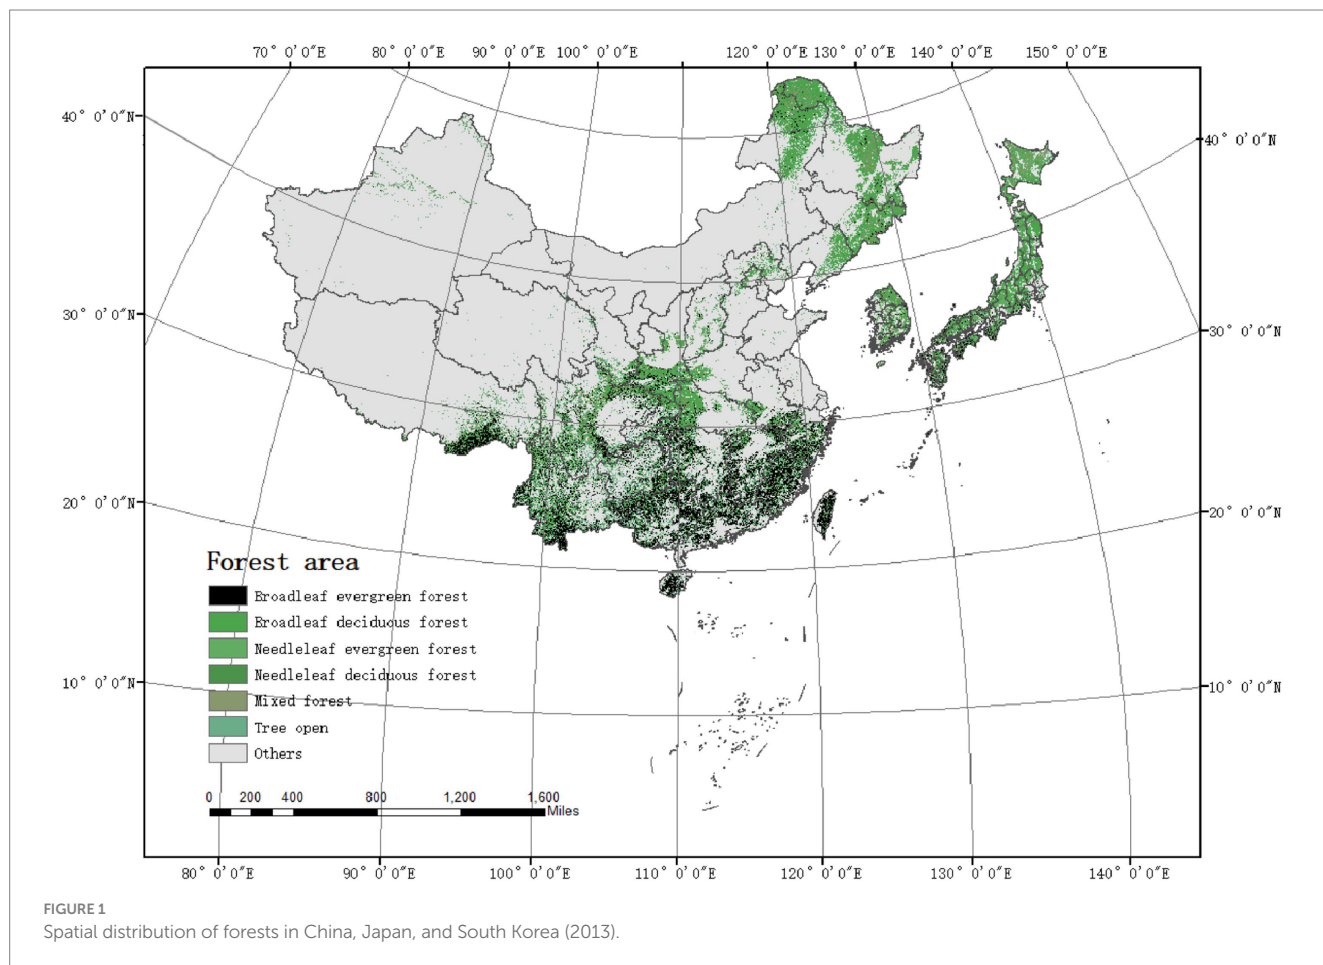 70° 0'0"E 80° 0'0"E 90° 0'0"E 100° 0'0"E 120° 0'0"E 130° 0'0"E 140° 0'0"E 150° 0'0"E
40° 0'0"N 40° 0'0"N
30° 0'0"N 30° 0'0"N
20° 0'0"N 20° 0'0"N
Forest area
Broadleaf evergreen forest
Broadleaf deciduous forest
Needleleaf evergreen forest
Needleleaf deciduous forest
10° 0'0"N 10° 0'0"N
Mixed forest
Tree open
Others
0 200 400 800 1,200 1,600
Miles
80° 0'0"E 90° 0'0"E 100° 0'0"E 110° 0'0"E 120° 0'0"E 130° 0'0"E 140° 0'0"E
FIGURE 1
Spatial distribution of forests in China, Japan, and South Korea (2013).